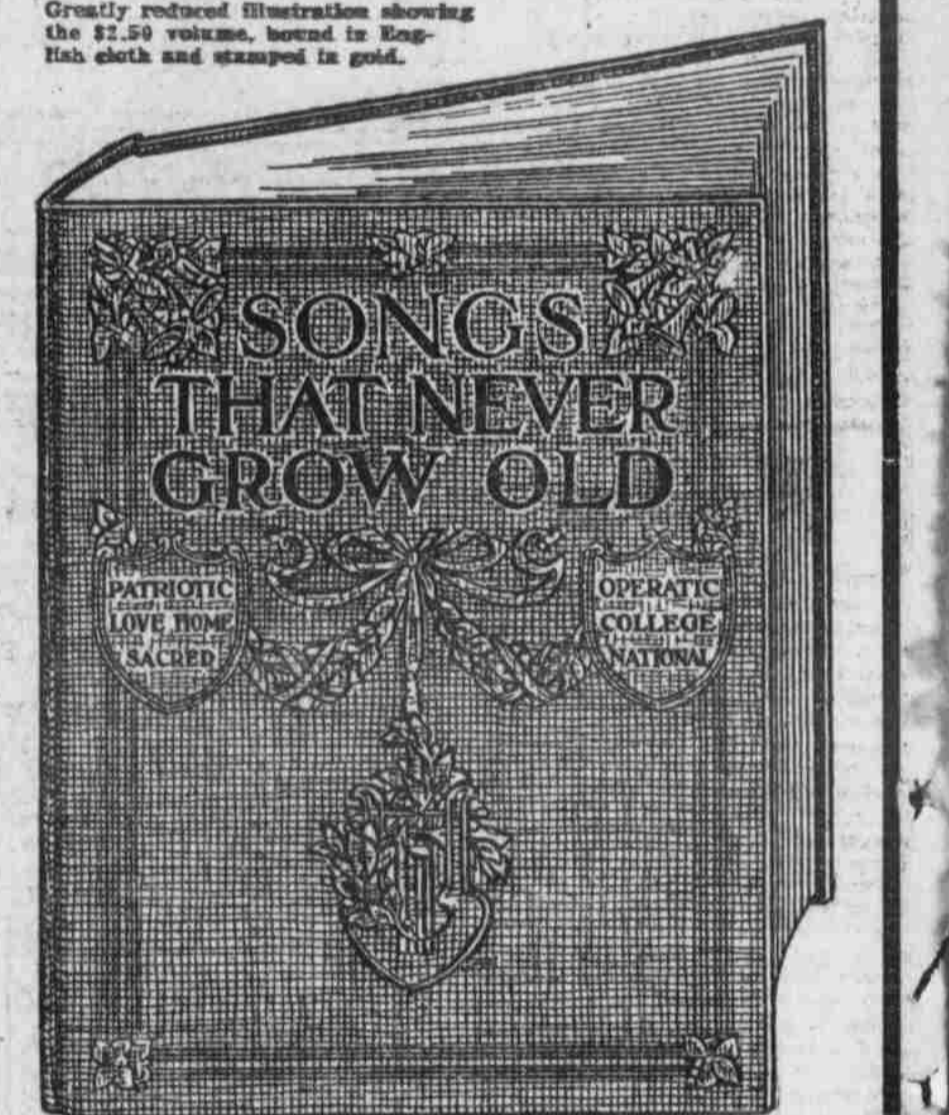 Greatly reduced illustration showing
the $2.50 volume, bound in Eng-
lish cloth and stamped in gold.
SONGS
THAT NEVER
GROW OLD
PATRIOTIC
LOVE HOME
SACRED
OPERATIC
COLLEGE
NATIONAL